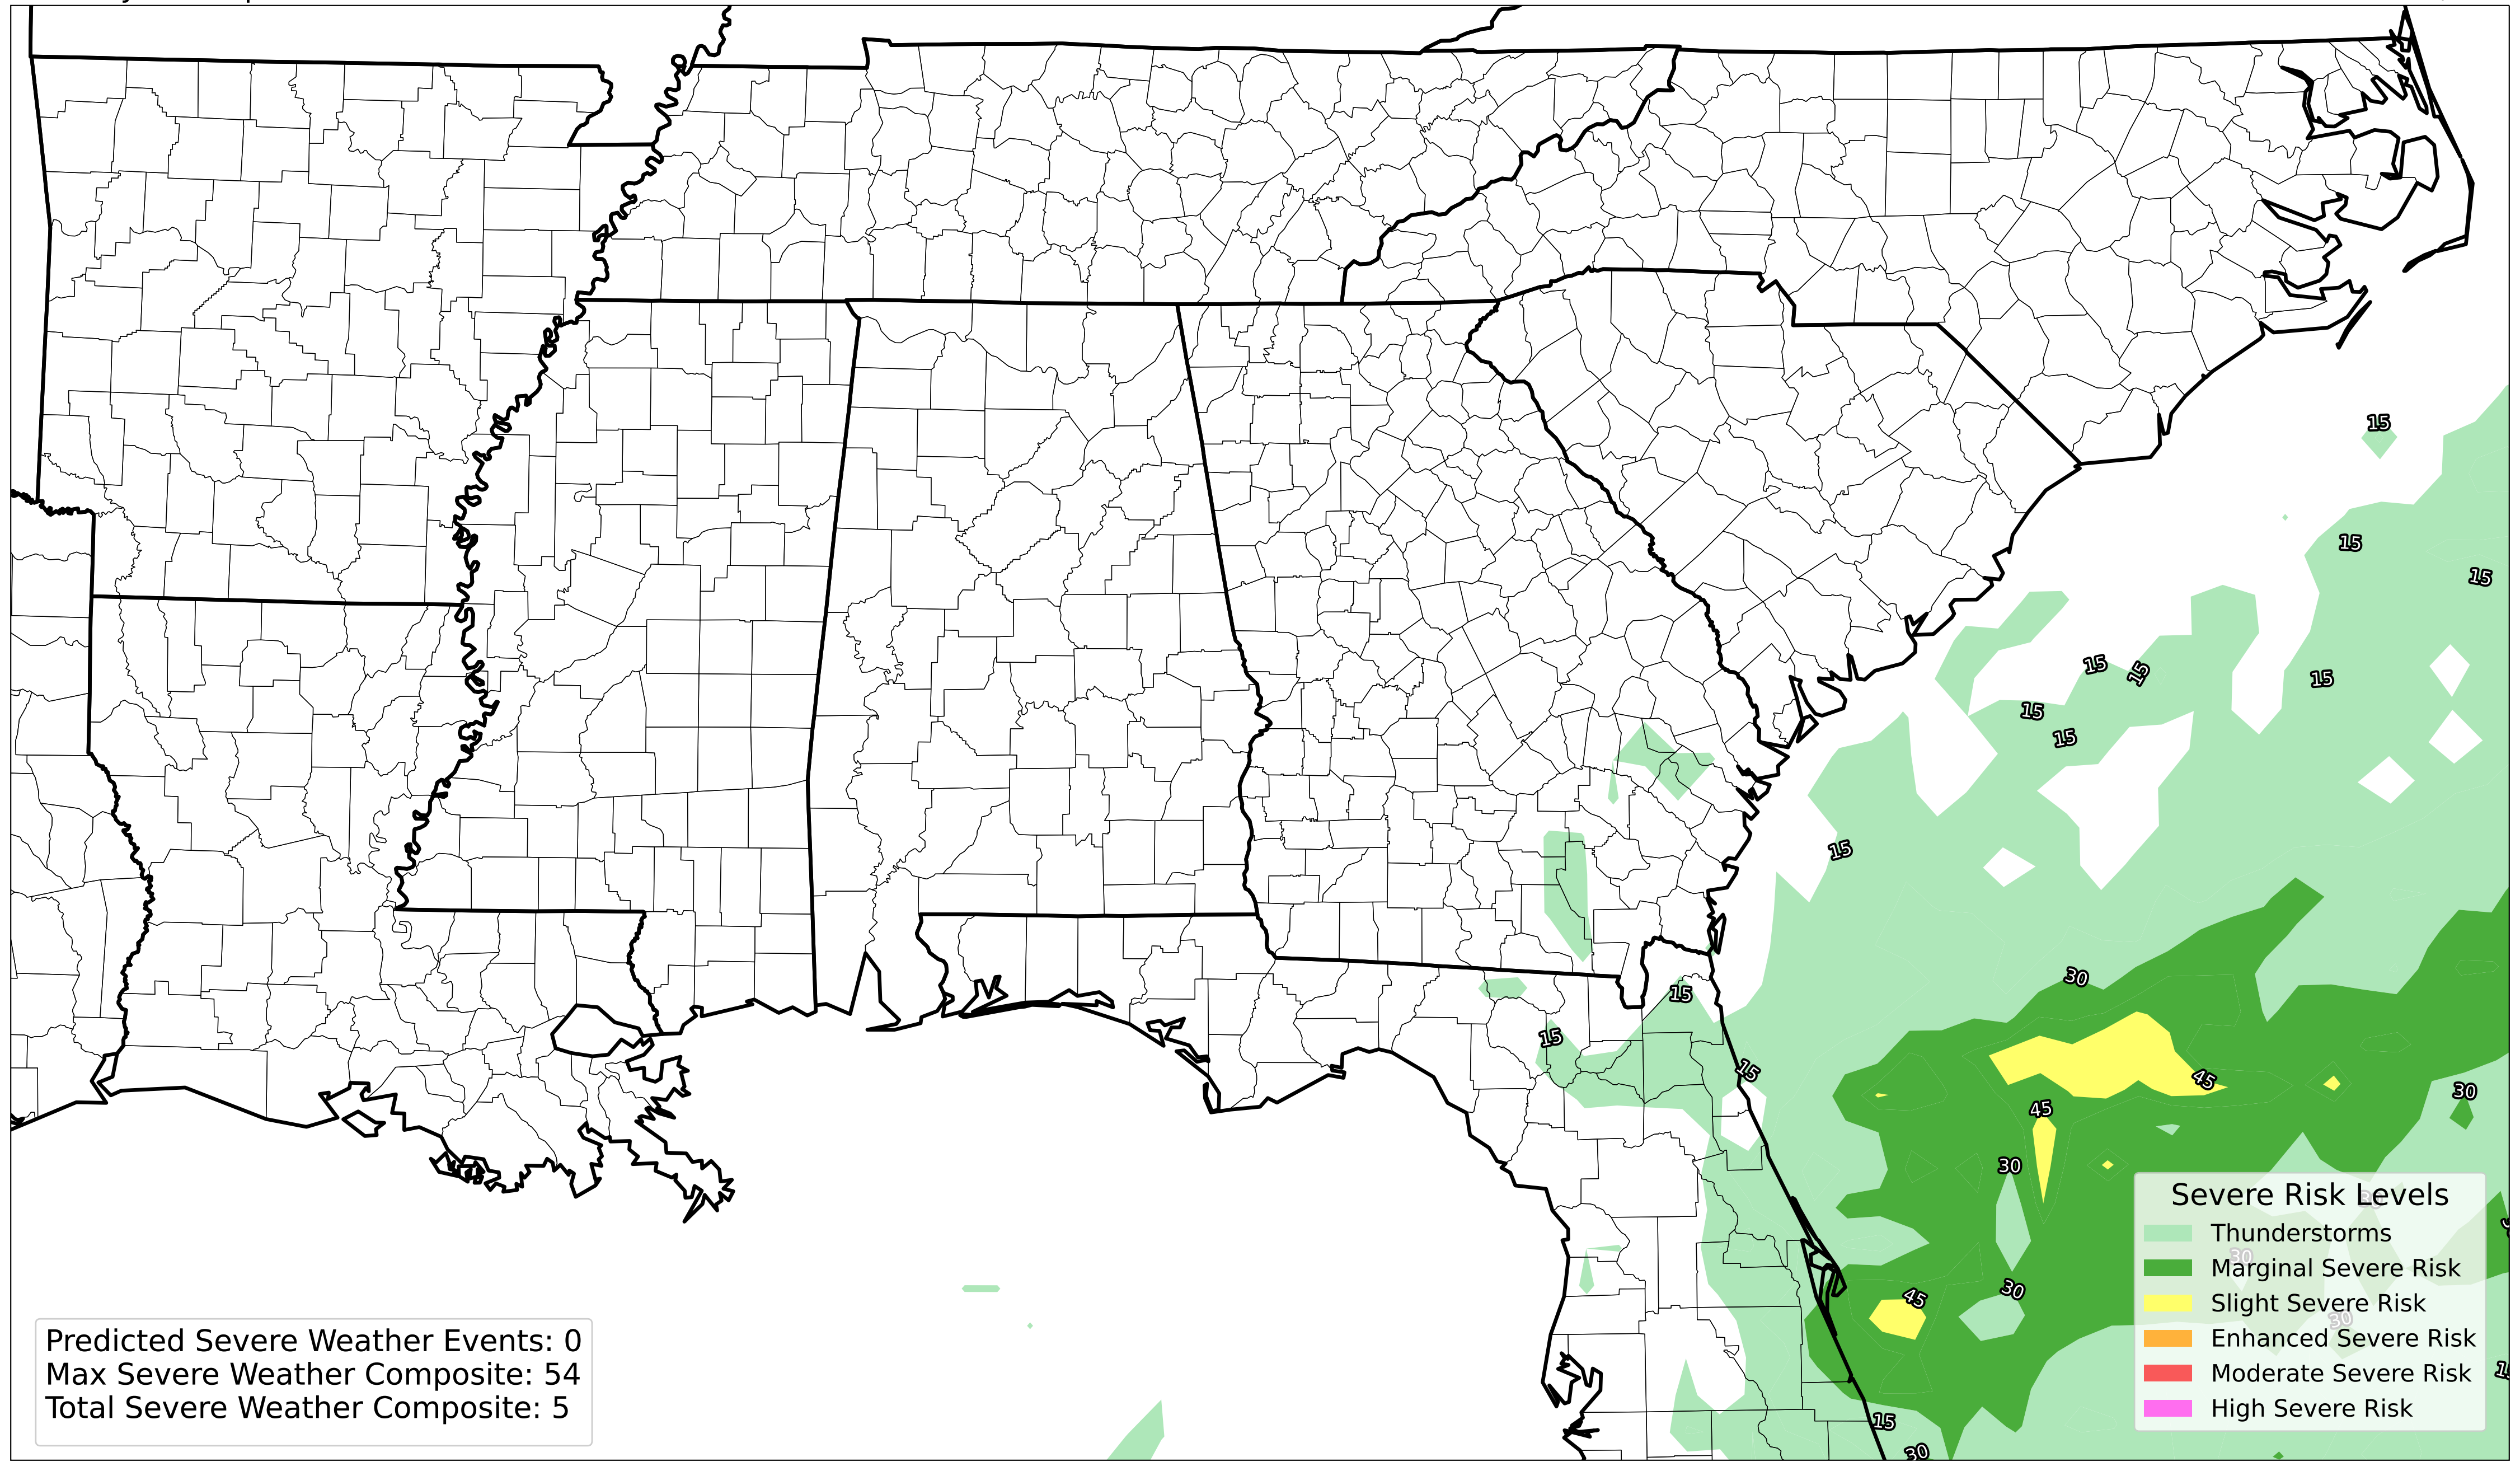 15
15
15
15
15
15
15
15
15
30
15
15
45
15
30
45
30
Severe Risk Levels
Thunderstorms
30
Marginal Severe Risk
30
45
Slight Severe Risk
30
Predicted Severe Weather Events: 0
Enhanced Severe Risk
Max Severe Weather Composite: 54
Moderate Severe Risk
Total Severe Weather Composite: 5
High Severe Risk
15
30